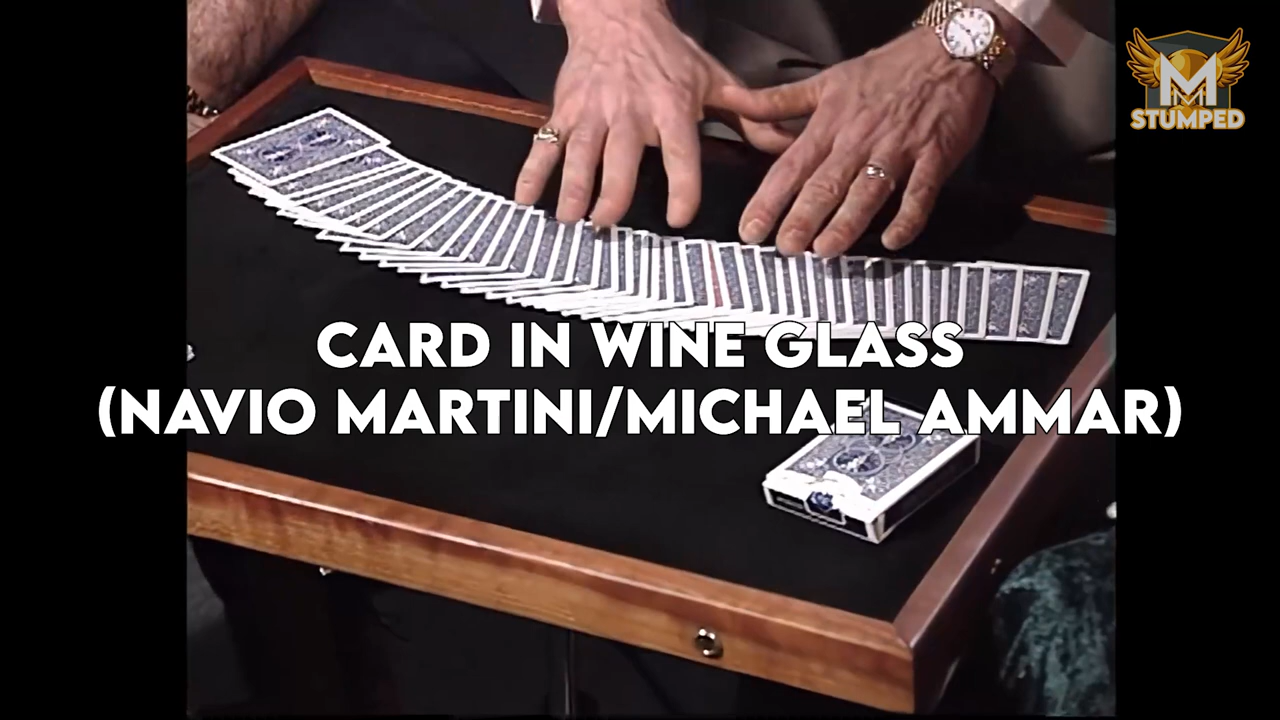 M
STUMPED
CARD IN WINE GLASS
(NAVIO MARTINI/MICHAEL AMMAR)